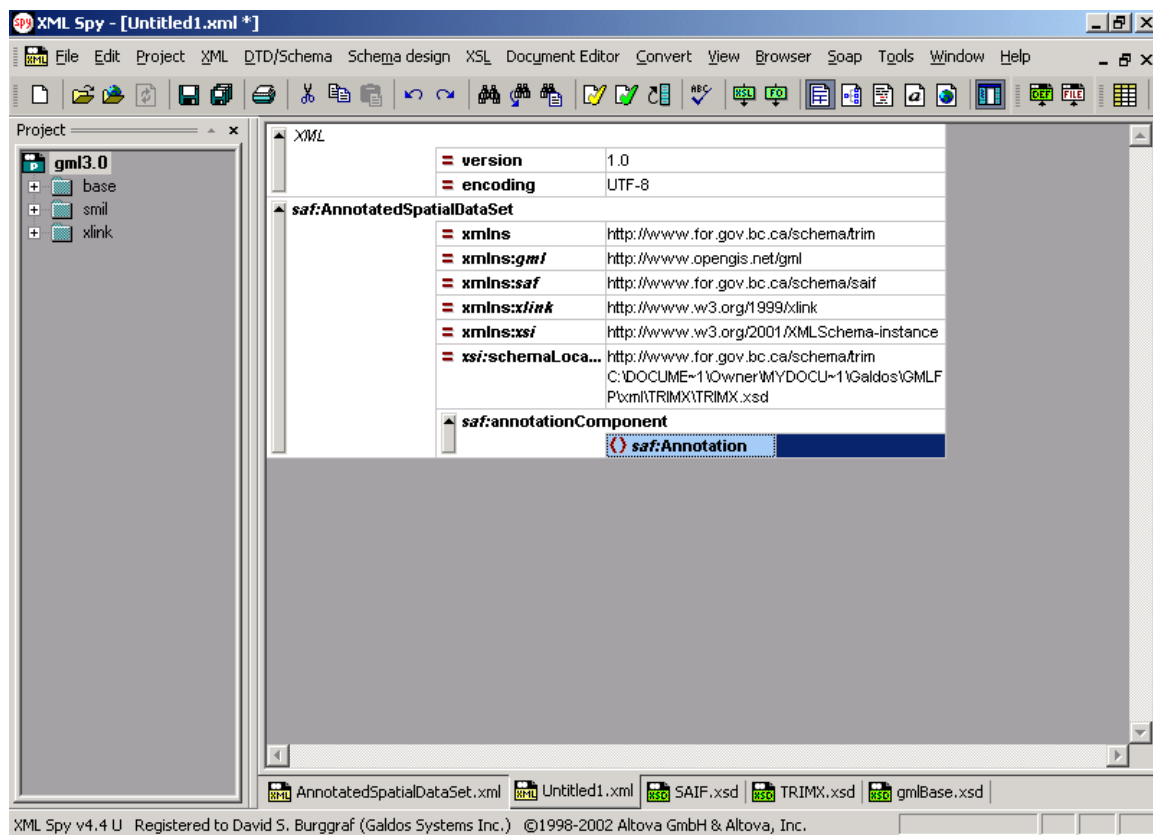 XML Spy - [Untitled1.xml *]
File Edit Project XML DTD/Schema Schema design XSL Document Editor Convert View Browser Soap Tools Window Help
Project
gml3.0
base
smil
xlink
XML
= version 1.0
= encoding UTF-8
saf:AnnotatedSpatialDataSet
= xmlns http://www.for.gov.bc.ca/schema/trim
= xmlns:gml http://www.opengis.net/gml
= xmlns:saf http://www.for.gov.bc.ca/schema/saif
= xmlns:xlink http://www.w3.org/1999/xlink
= xmlns:xsi http://www.w3.org/2001/XMLSchema-instance
= xsi:schemaLoca... http://www.for.gov.bc.ca/schema/trim
C:\DOCUME~1\Owner\MYDOCU~1\Galdos\GMLF
P\xml\TRIMX\TRIMX.xsd
saf:annotationComponent
() saf:Annotation
AnnotatedSpatialDataSet.xml Untitled1.xml SAIF.xsd TRIMX.xsd gmlBase.xsd
XML Spy v4.4 U Registered to David S. Burggraf (Galdos Systems Inc.) ©1998-2002 Altova GmbH & Altova, Inc.